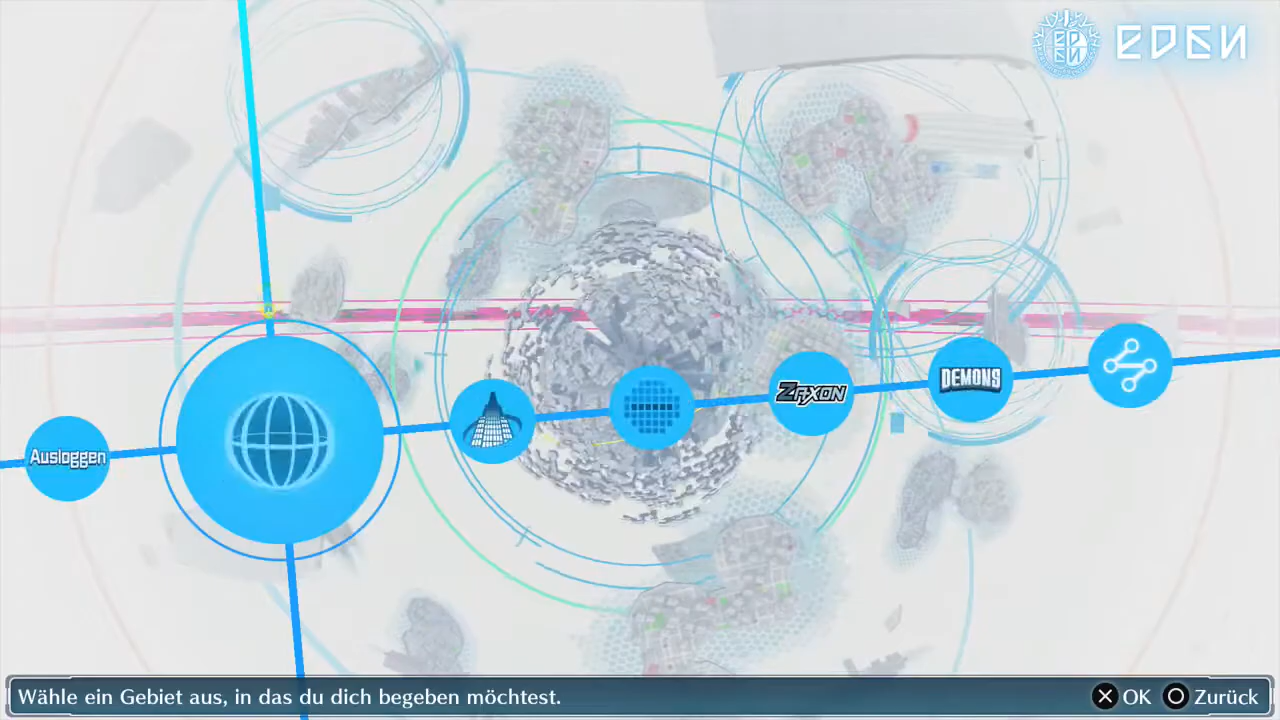 EDEN
ZAXON
DEMONS
Ausloggen
Wähle ein Gebiet aus, in das du dich begeben möchtest.
OK
Zurück